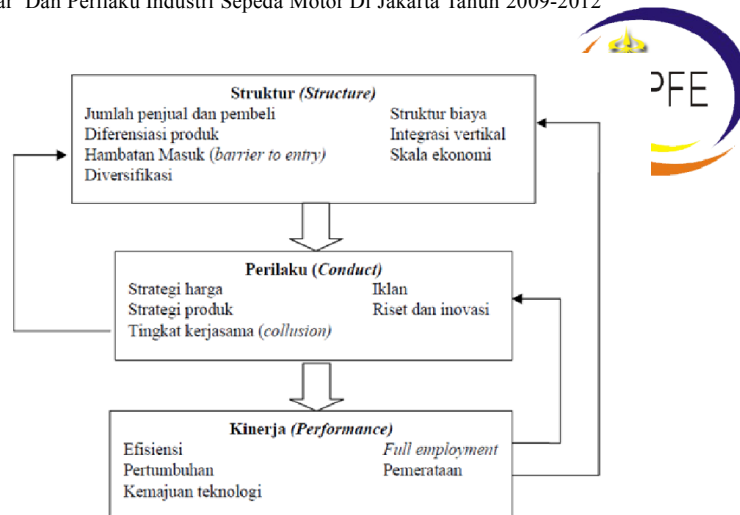 Dan Perilaku Industri Sepeda Motor Di Jakarta Tahun 2009-2012
PFE
Struktur (Structure)
Jumlah penjual dan pembeli Struktur biaya
Diferensiasi produk Integrasi vertikal
Hambatan Masuk (barrier to entry) Skala ekonomi
Diversifikasi
Perilaku (Conduct)
Strategi harga Iklan
Strategi produk Riset dan inovasi
Tingkat kerjasama (collusion)
Kinerja (Performance)
Efisiensi Full employment
Pertumbuhan Pemerataan
Kemajuan teknologi